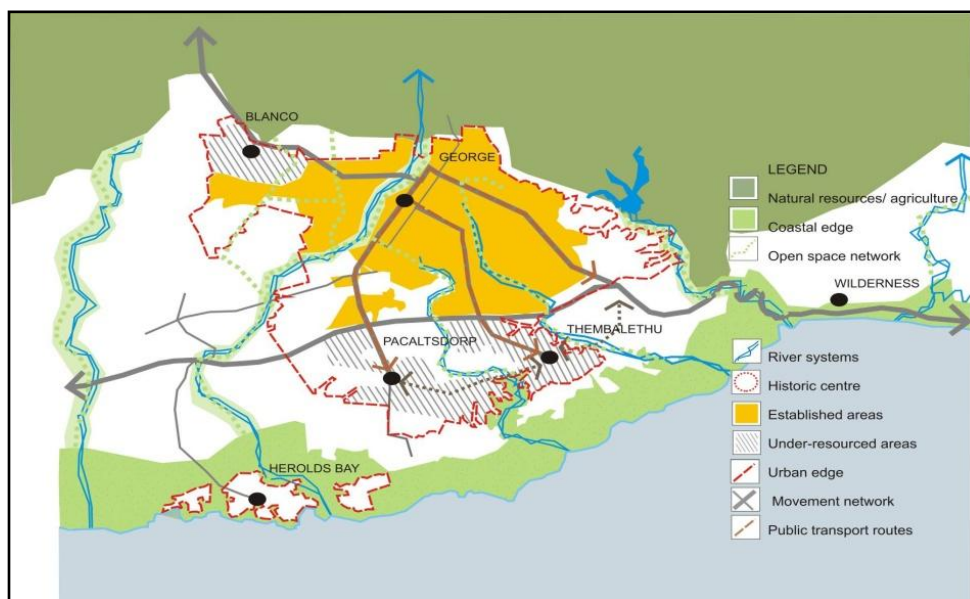 BLANCO
GEORGE
LEGEND
Natural resources/ agriculture
Coastal edge
Open space network
WILDERNESS
THEMBALETHU
PACALTSDORP
River systems
Historic centre
Established areas
Under-resourced areas
HEROLDS BAY
Urban edge
Movement network
Public transport routes